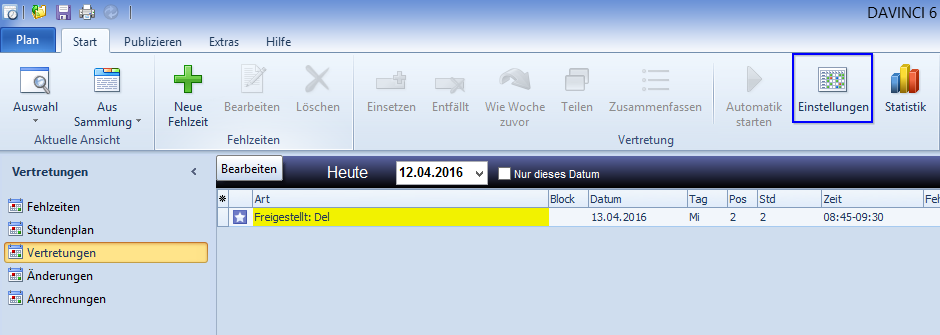 DAVINCI 6
Plan Start Publizieren Extras Hilfe
Auswahl Aus Sammlung Neue Fehlzeit Bearbeiten Löschen Einsetzen Entfällt Wie Woche zuvor Teilen Zusammenfassen Automatik starten Einstellungen Statistik
Aktuelle Ansicht Fehlzeiten Vertretung
Vertretungen Bearbeiten Heute 12.04.2016 Nur dieses Datum
Art Block Datum Tag Pos Std Zeit Feh
Freigestellt: Del 13.04.2016 Mi 2 2 08:45-09:30
Fehlzeiten
Stundenplan
Vertretungen
Änderungen
Anrechnungen